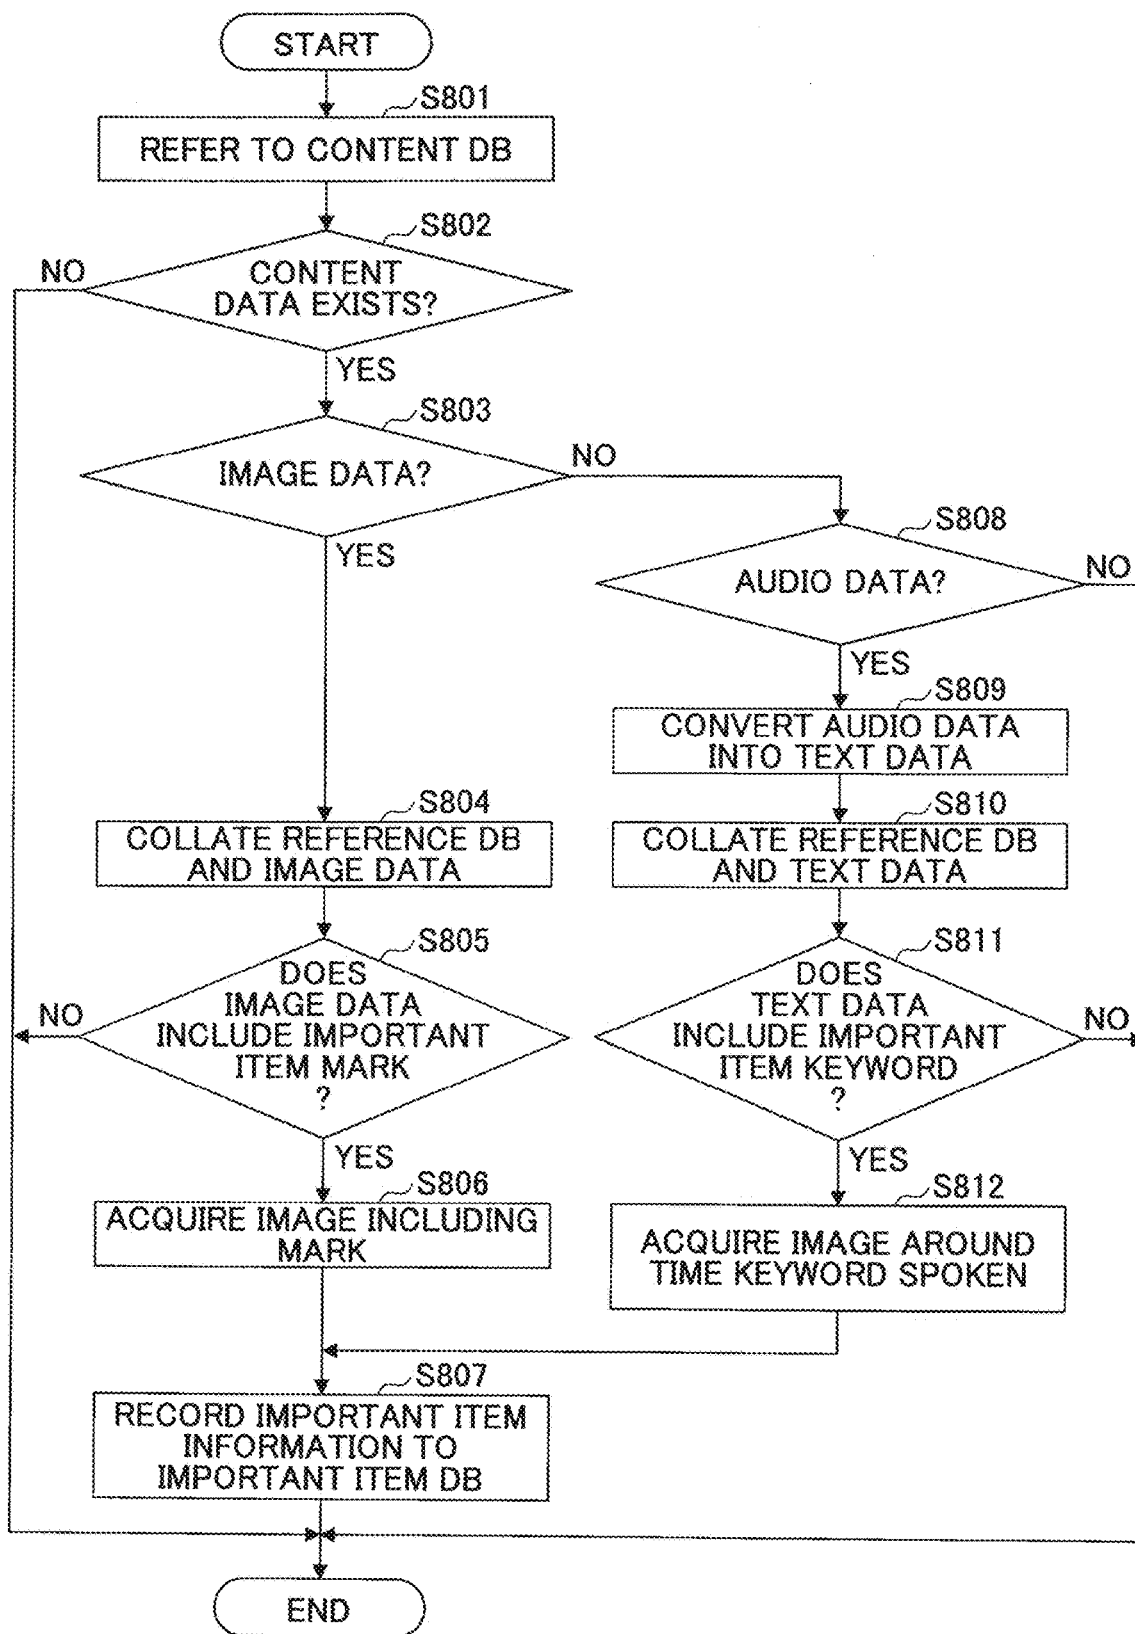 START
S801
REFER TO CONTENT DB
S802
NO
CONTENT
DATA EXISTS?
YES
S803
IMAGE DATA?
NO
YES
S808
AUDIO DATA?
NO
YES
S809
CONVERT AUDIO DATA
INTO TEXT DATA
S804
COLLATE REFERENCE DB
AND IMAGE DATA
S810
COLLATE REFERENCE DB
AND TEXT DATA
S805
NO
DOES
IMAGE DATA
INCLUDE IMPORTANT
ITEM MARK
?
YES
S811
DOES
TEXT DATA
INCLUDE IMPORTANT
ITEM KEYWORD
?
NO
YES
S806
ACQUIRE IMAGE INCLUDING
MARK
S812
ACQUIRE IMAGE AROUND
TIME KEYWORD SPOKEN
S807
RECORD IMPORTANT ITEM
INFORMATION TO
IMPORTANT ITEM DB
END